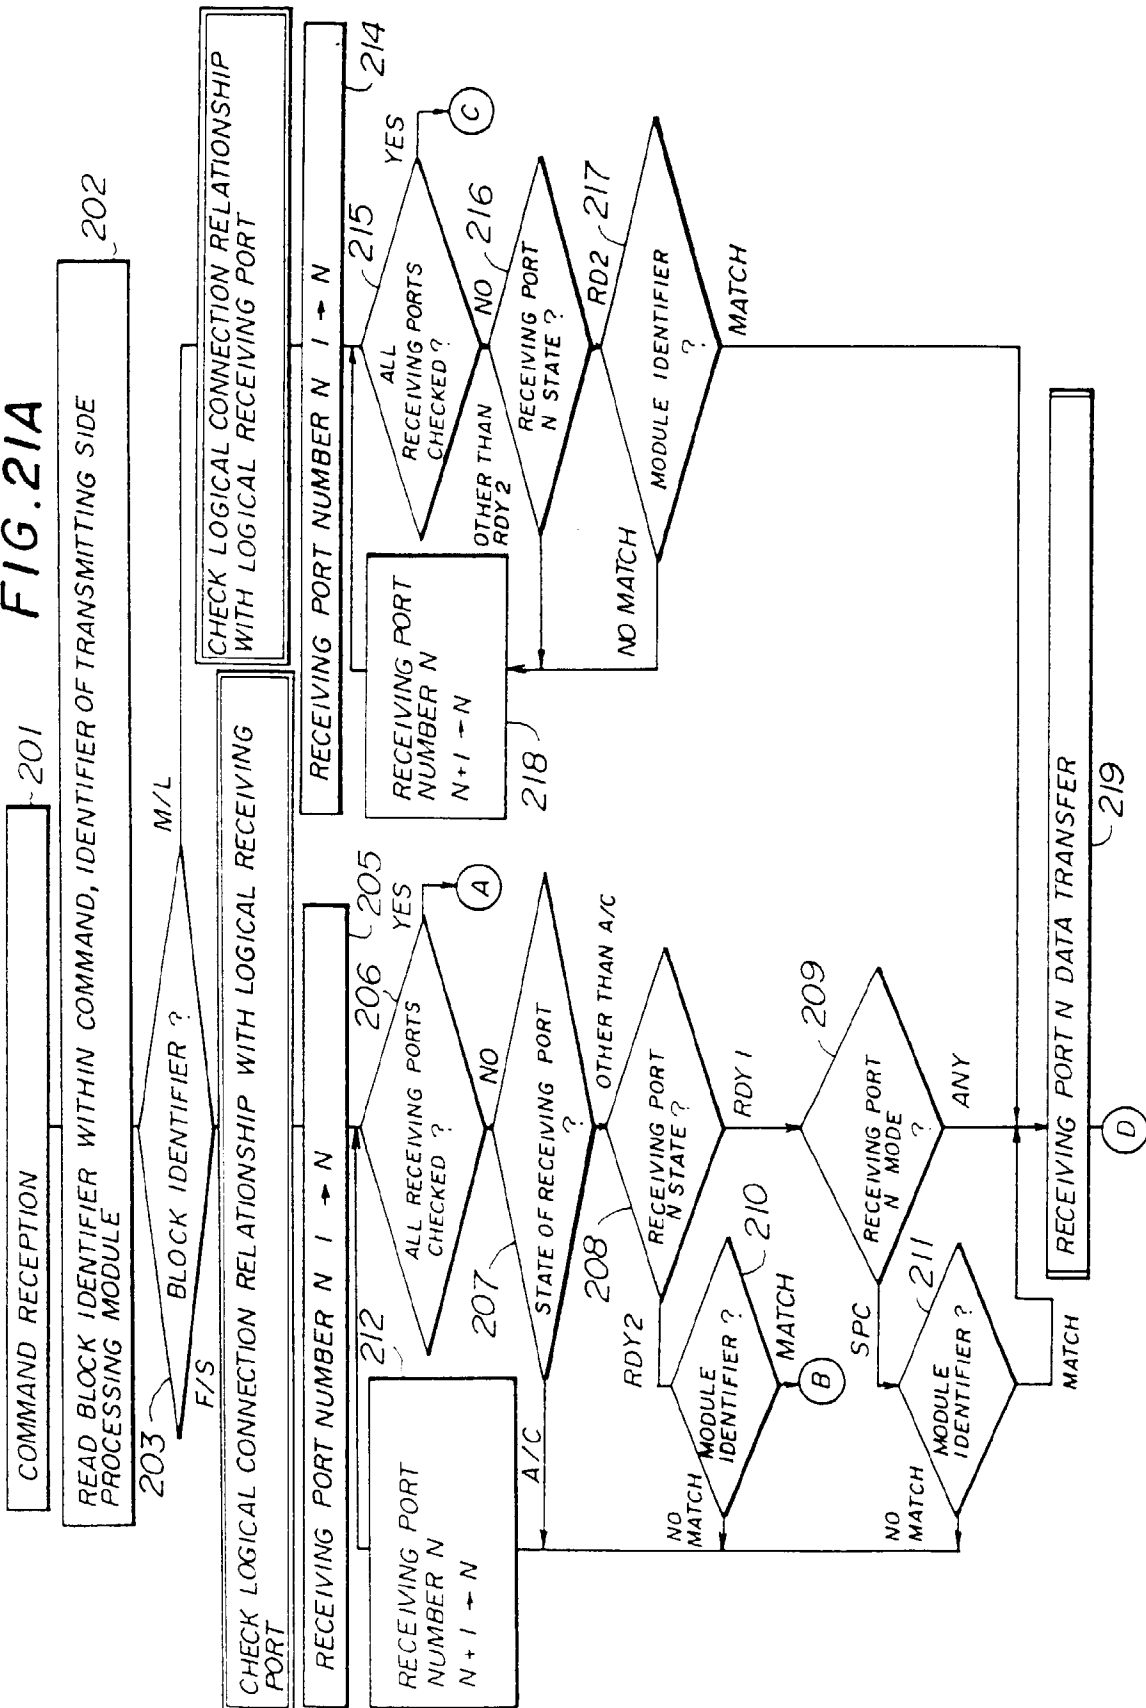 FIG.21A
COMMAND RECEPTION
201
READ BLOCK IDENTIFIER WITHIN COMMAND, IDENTIFIER OF TRANSMITTING SIDE
PROCESSING MODULE
202
203
BLOCK IDENTIFIER ?
F/S
M/L
CHECK LOGICAL CONNECTION RELATIONSHIP WITH LOGICAL RECEIVING
PORT
RECEIVING PORT NUMBER N 1 → N
205
212
RECEIVING PORT
NUMBER N
N + 1 → N
206
ALL RECEIVING PORTS
CHECKED ?
YES
A
NO
207
STATE OF RECEIVING PORT
?
A/C
OTHER THAN A/C
208
RECEIVING PORT
N STATE ?
RDY2
RDY 1
210
MODULE
IDENTIFIER ?
NO
MATCH
MATCH
B
209
RECEIVING PORT
N MODE
?
SPC
ANY
211
MODULE
IDENTIFIER ?
NO
MATCH
MATCH
CHECK LOGICAL CONNECTION RELATIONSHIP
WITH LOGICAL RECEIVING PORT
RECEIVING PORT NUMBER N 1 → N
214
215
ALL
RECEIVING PORTS
CHECKED ?
YES
C
NO
216
RECEIVING PORT
N STATE ?
OTHER THAN
RDY 2
RD2
217
MODULE IDENTIFIER
?
NO MATCH
MATCH
RECEIVING PORT
NUMBER N
N+1 → N
218
RECEIVING PORT N DATA TRANSFER
219
D